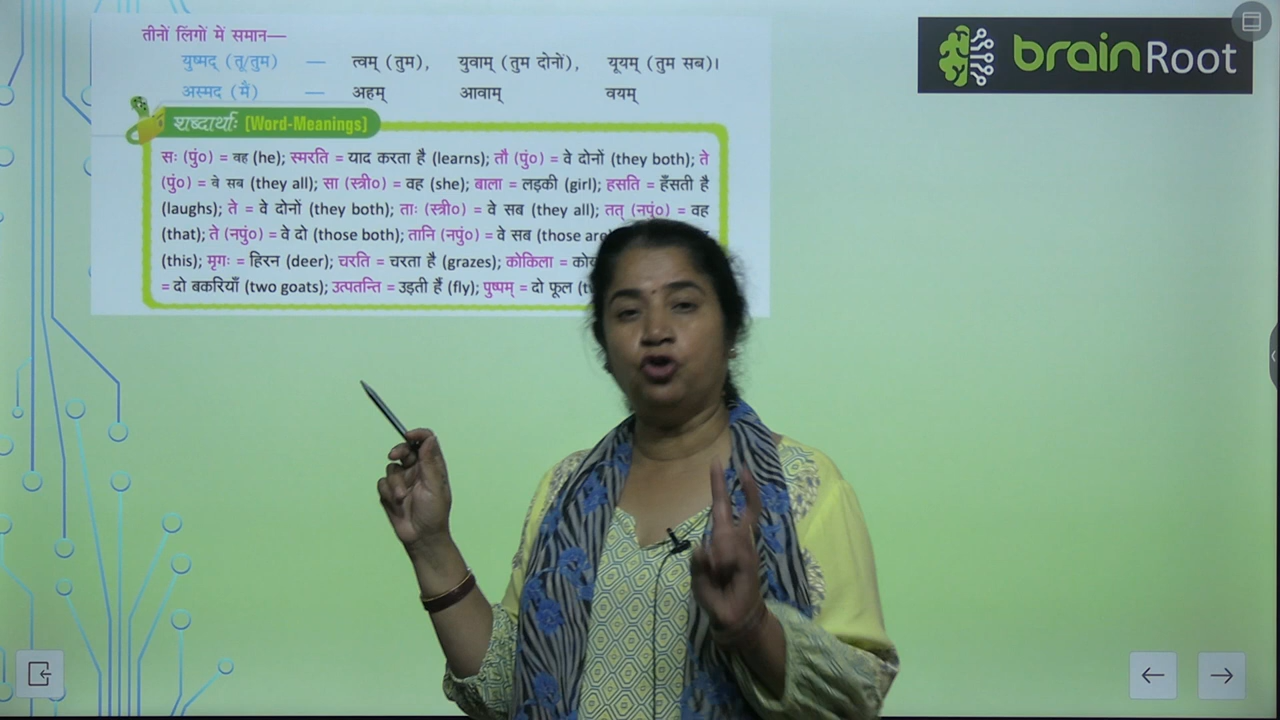 तीनों लिंगों में समान—
युष्मद् (तू/तुम) — त्वम् (तुम), युवाम् (तुम दोनों), यूयम् (तुम सब)।
अस्मद (मैं) — अहम् आवाम् वयम्
शब्दार्थाः (Word-Meanings)
सः (पुं०) = वह (he); स्मरति = याद करता है (learns); तौ (पुं०) = वे दोनों (they both); ते
(पुं०) = वे सब (they all); सा (स्त्री०) = वह (she); बाला = लड़की (girl); हसति = हँसती है
(laughs); ते = वे दोनों (they both); ताः (स्त्री०) = वे सब (they all); तत् (नपुं०) = वह
(that); ते (नपुं०) = वे दो (those both); तानि (नपुं०) = वे सब (those are
(this); मृगः = हिरन (deer); चरति = चरता है (grazes); कोकिला =
= दो बकरियाँ (two goats); उत्पतन्ति = उड़ती हैं (fly); पुष्पम् = दो फूल
brainRoot